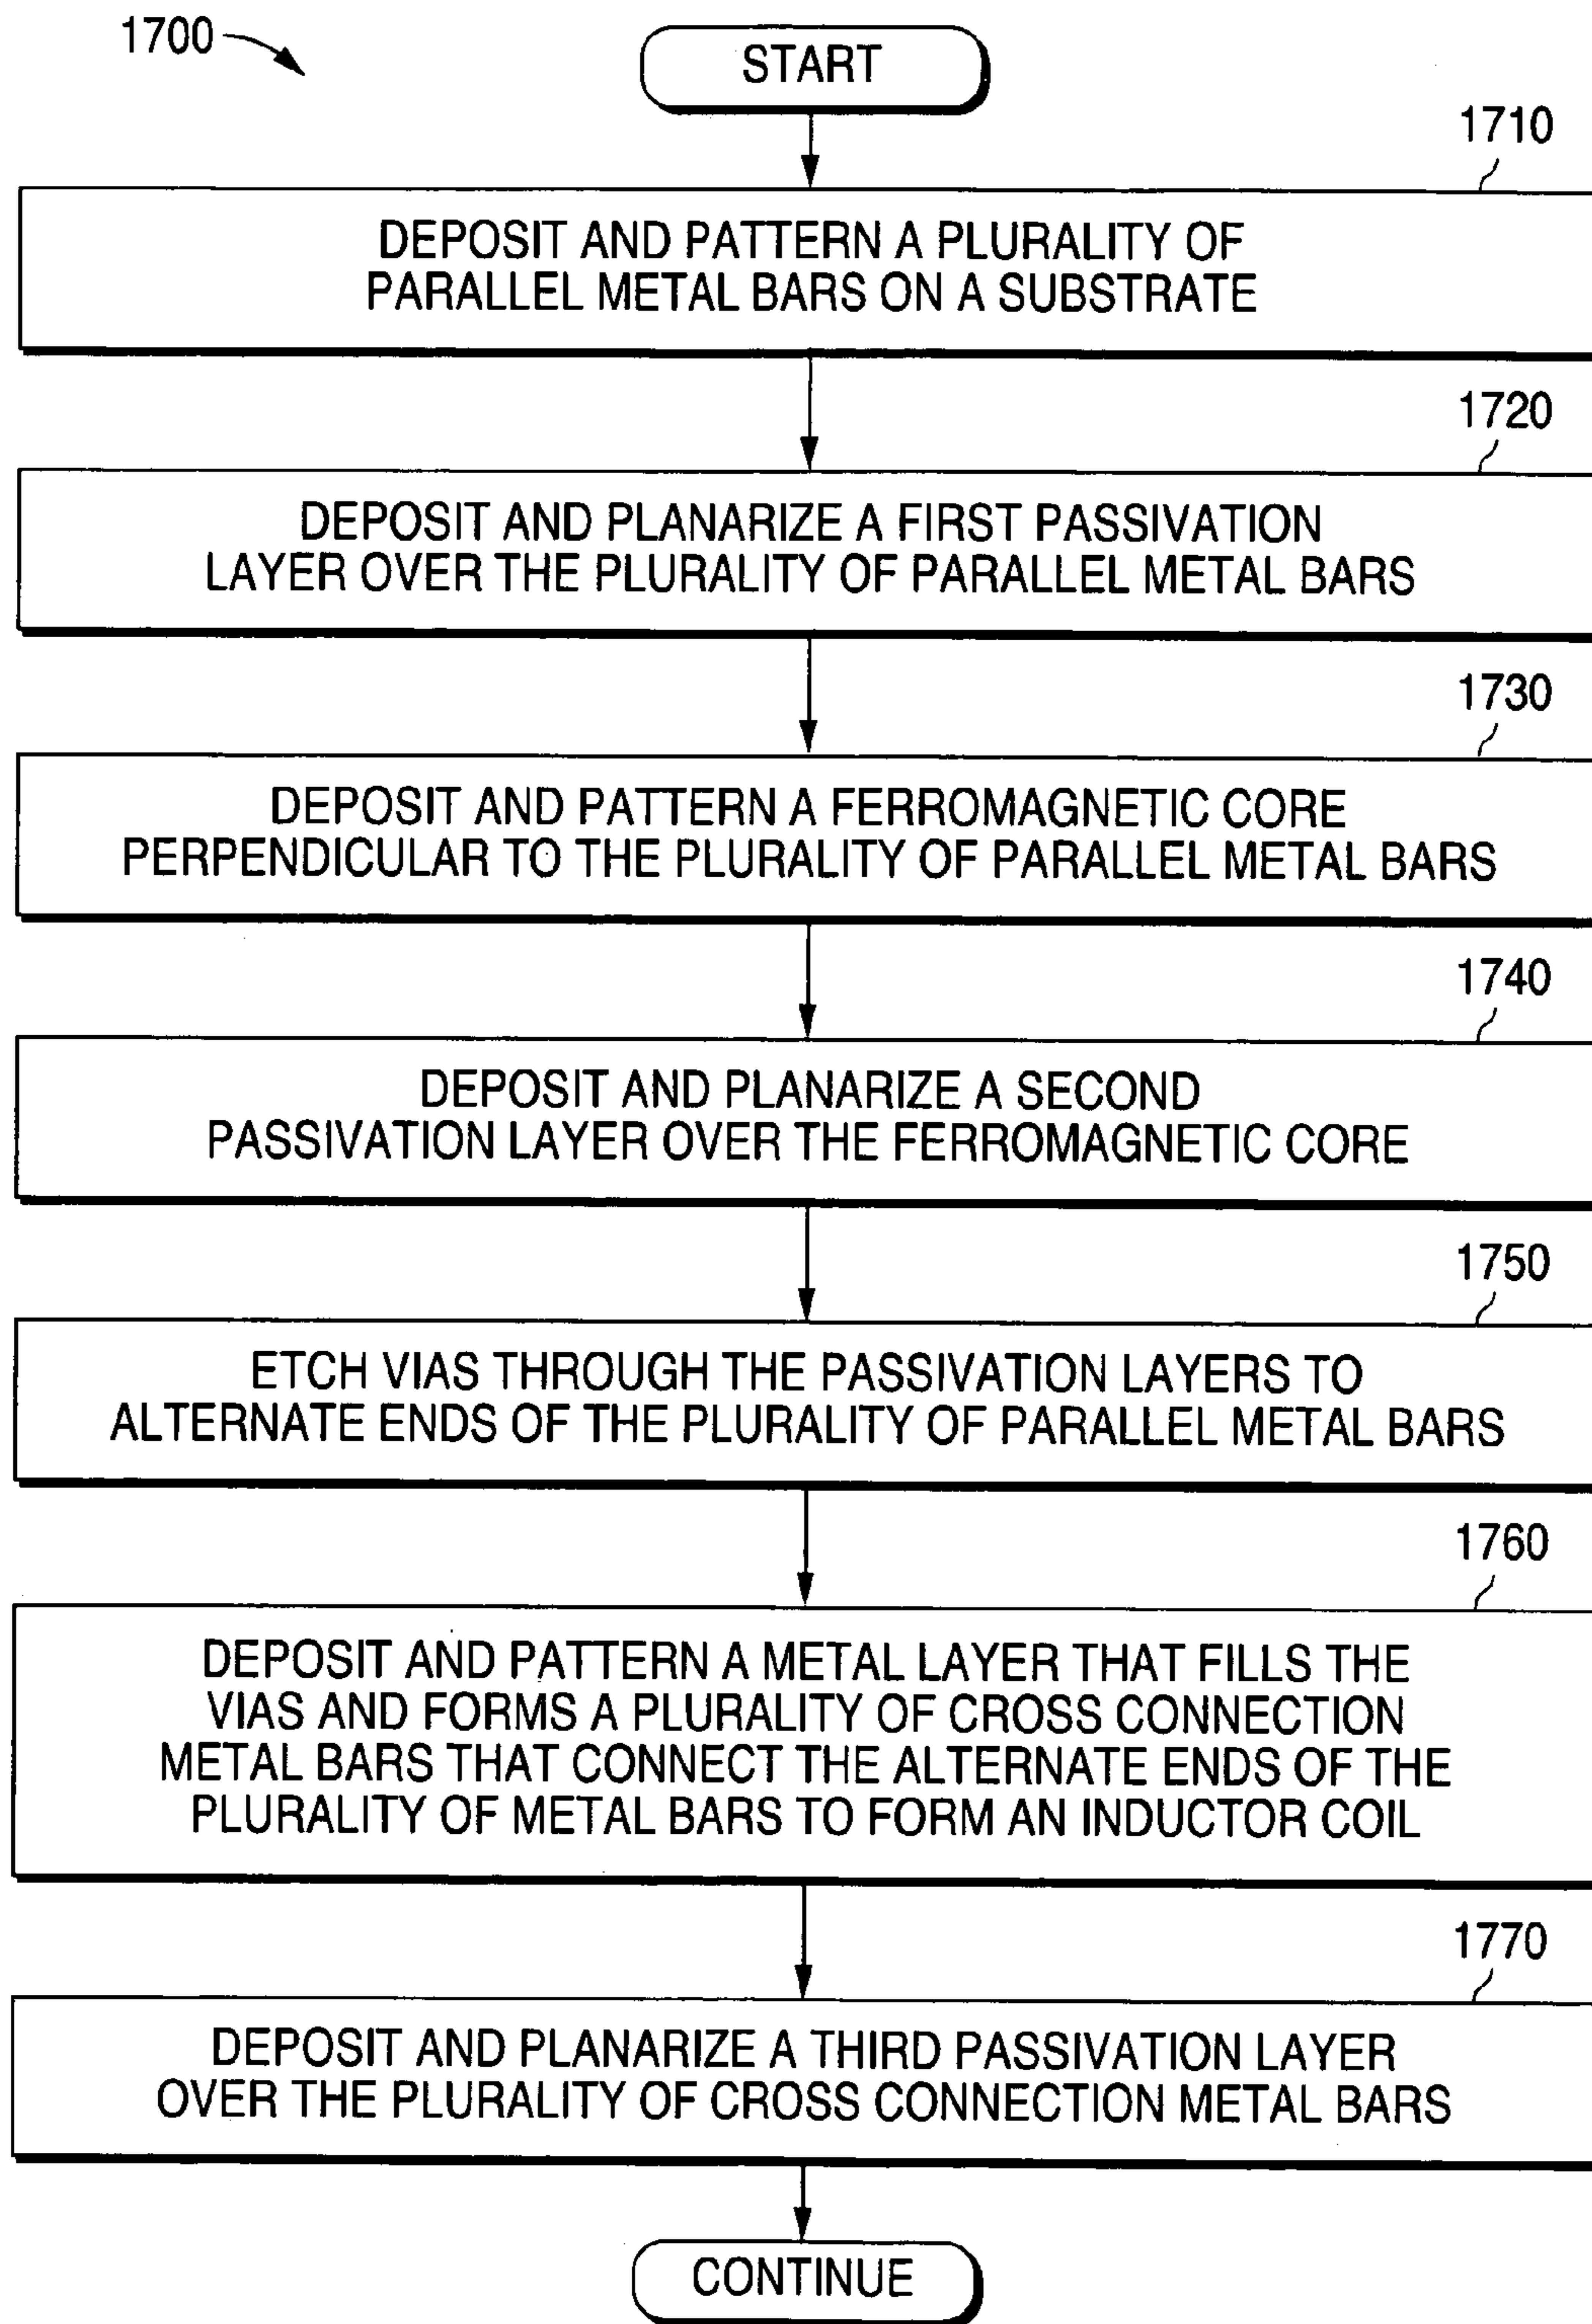 1700
START
1710
DEPOSIT AND PATTERN A PLURALITY OF
PARALLEL METAL BARS ON A SUBSTRATE
1720
DEPOSIT AND PLANARIZE A FIRST PASSIVATION
LAYER OVER THE PLURALITY OF PARALLEL METAL BARS
1730
DEPOSIT AND PATTERN A FERROMAGNETIC CORE
PERPENDICULAR TO THE PLURALITY OF PARALLEL METAL BARS
1740
DEPOSIT AND PLANARIZE A SECOND
PASSIVATION LAYER OVER THE FERROMAGNETIC CORE
1750
ETCH VIAS THROUGH THE PASSIVATION LAYERS TO
ALTERNATE ENDS OF THE PLURALITY OF PARALLEL METAL BARS
1760
DEPOSIT AND PATTERN A METAL LAYER THAT FILLS THE
VIAS AND FORMS A PLURALITY OF CROSS CONNECTION
METAL BARS THAT CONNECT THE ALTERNATE ENDS OF THE
PLURALITY OF METAL BARS TO FORM AN INDUCTOR COIL
1770
DEPOSIT AND PLANARIZE A THIRD PASSIVATION LAYER
OVER THE PLURALITY OF CROSS CONNECTION METAL BARS
CONTINUE